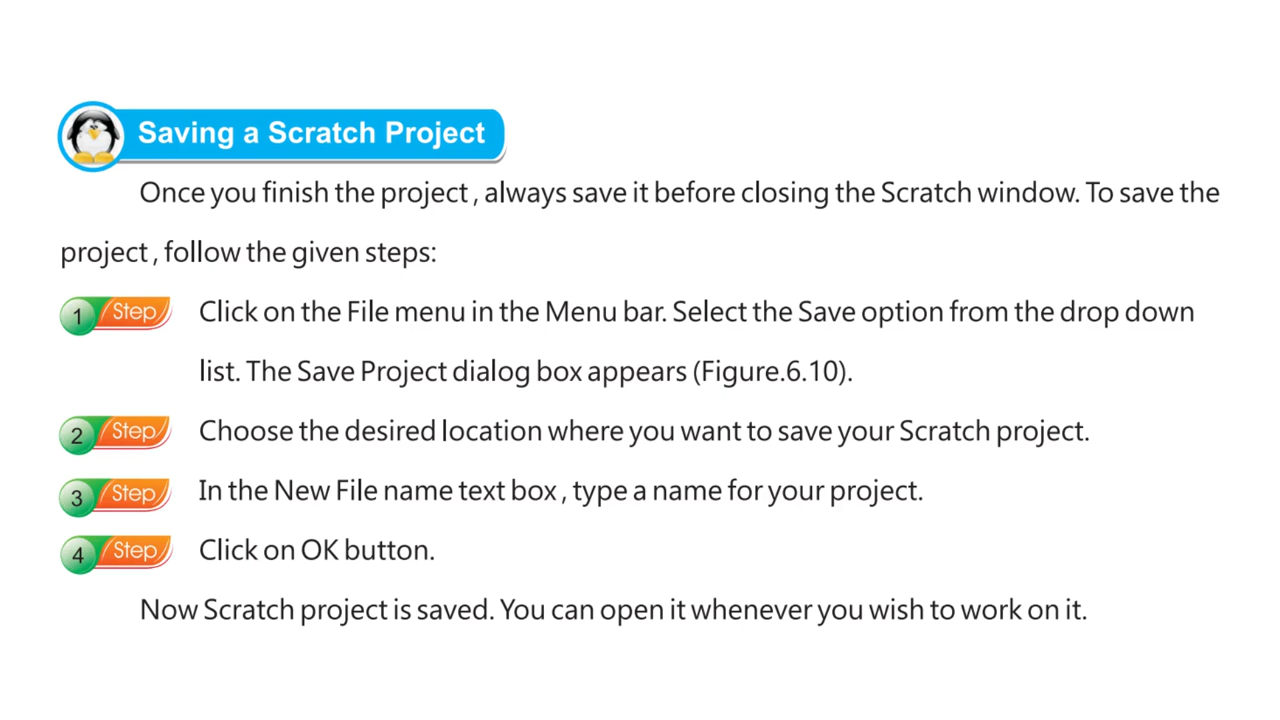 Saving a Scratch Project
Once you finish the project , always save it before closing the Scratch window. To save the
project , follow the given steps:
1 Step Click on the File menu in the Menu bar. Select the Save option from the drop down
list. The Save Project dialog box appears (Figure.6.10).
2 Step Choose the desired location where you want to save your Scratch project.
3 Step In the New File name text box , type a name for your project.
4 Step Click on OK button.
Now Scratch project is saved. You can open it whenever you wish to work on it.